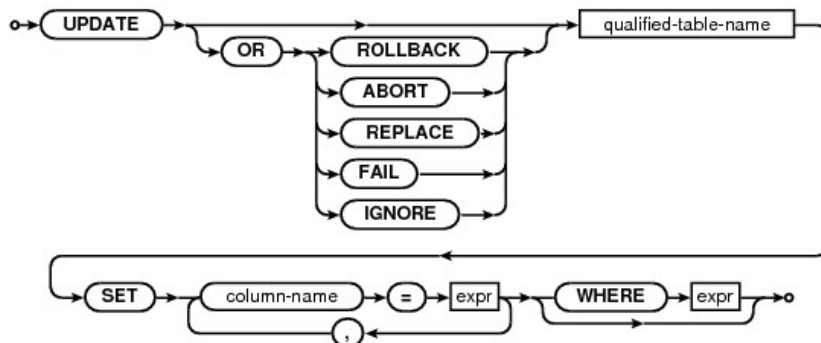 UPDATE qualified-table-name
OR ROLLBACK
ABORT
REPLACE
FAIL
IGNORE
SET column-name = expr WHERE expr
,